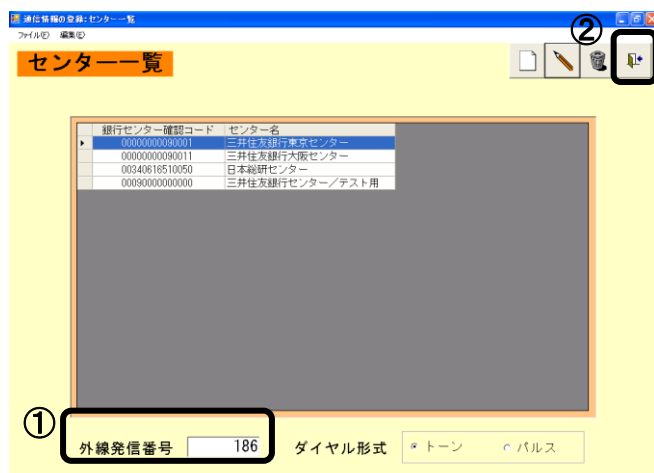 通信情報の登録:センター一覧
ファイル(F) 編集(E)
②
センター一覧
銀行センター確認コード センター名
00000000090001 三井住友銀行東京センター
00000000090011 三井住友銀行大阪センター
00340616510050 日本総研センター
00090000000000 三井住友銀行センター/テスト用
①
外線発信番号 186 ダイヤル形式 トーン パルス